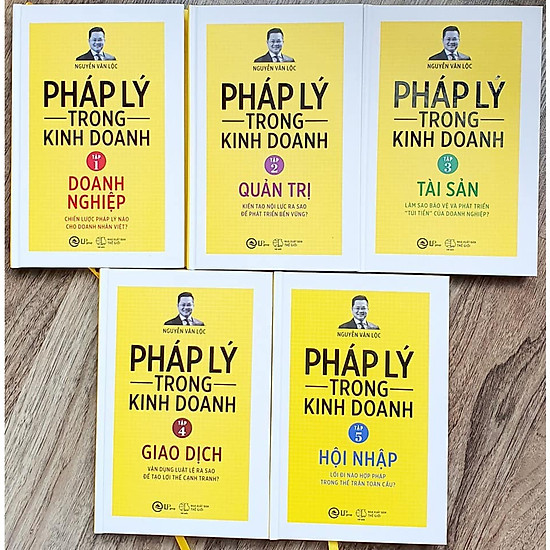 NGUYỄN VĂN LỘC
PHÁP LÝ
TRONG
KINH DOANH
TẬP
1
DOANH
NGHIỆP
CHIẾN LƯỢC PHÁP LÝ NÀO
CHO DOANH NHÂN VIỆT?
NGUYỄN VĂN LỘC
PHÁP LÝ
TRONG
KINH DOANH
TẬP
2
QUẢN TRỊ
KIẾN TẠO NỘI LỰC RA SAO
ĐỂ PHÁT TRIỂN BỀN VỮNG?
NGUYỄN VĂN LỘC
PHÁP LÝ
TRONG
KINH DOANH
TẬP
3
TÀI SẢN
LÀM SAO BẢO VỆ VÀ PHÁT TRIỂN
"TÚI TIỀN" CỦA DOANH NGHIỆP?
NGUYỄN VĂN LỘC
PHÁP LÝ
TRONG
KINH DOANH
TẬP
4
GIAO DỊCH
VẬN DỤNG LUẬT LỆ RA SAO
ĐỂ TẠO LỢI THẾ CẠNH TRANH?
NGUYỄN VĂN LỘC
PHÁP LÝ
TRONG
KINH DOANH
TẬP
5
HỘI NHẬP
LỐI ĐI NÀO HỢP PHÁP
TRONG THẾ TRẬN TOÀN CẦU?